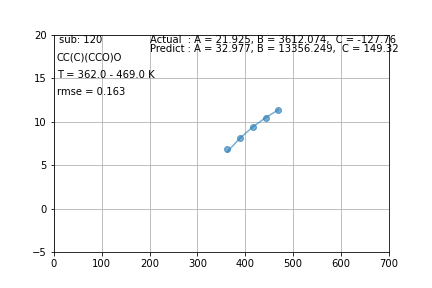 sub: 120
Actual : A = 21.925, B = 3612.074, C = -127.76
Predict : A = 32.977, B = 13356.249, C = 149.32
CC(C)(CCO)O
T = 362.0 - 469.0 K
rmse = 0.163
20
15
10
5
0
−5
0 100 200 300 400 500 600 700